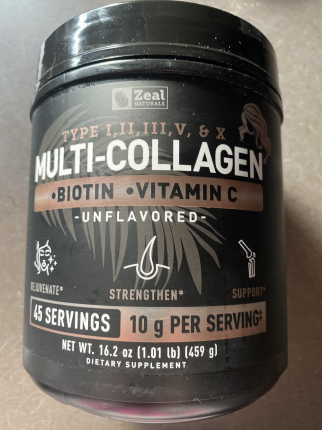 Zeal
NATURALS
TYPE I,II,III,V, & X
MULTI-COLLAGEN
•BIOTIN •VITAMIN C
-UNFLAVORED-
REJUVENATE* STRENGTHEN* SUPPORT*
45 SERVINGS 10 g PER SERVING‡
NET WT. 16.2 oz (1.01 lb) (459 g)
DIETARY SUPPLEMENT